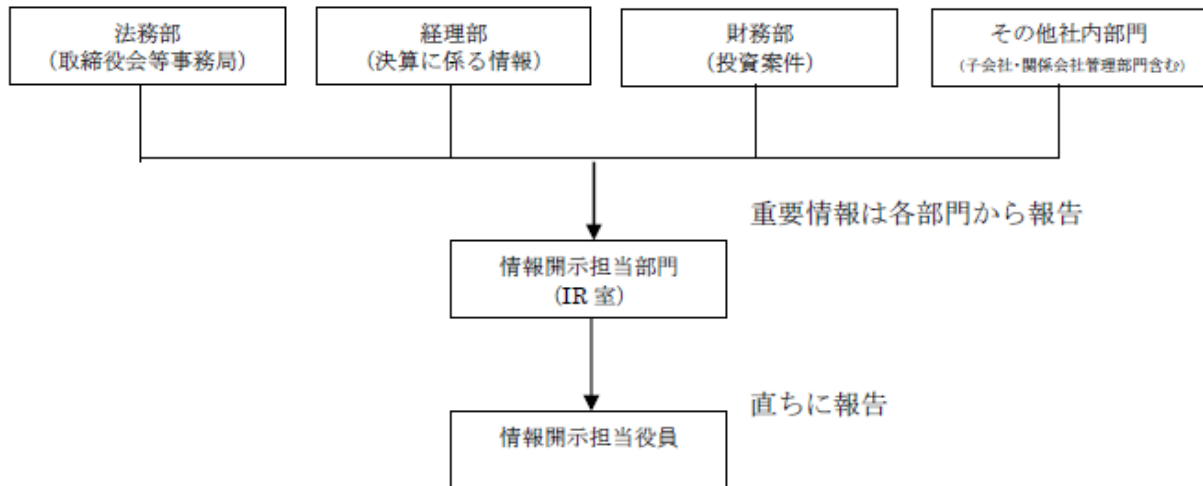 法務部
(取締役会等事務局)
経理部
(決算に係る情報)
財務部
(投資案件)
その他社内部門
(子会社・関係会社管理部門含む)
重要情報は各部門から報告
情報開示担当部門
(IR 室)
直ちに報告
情報開示担当役員